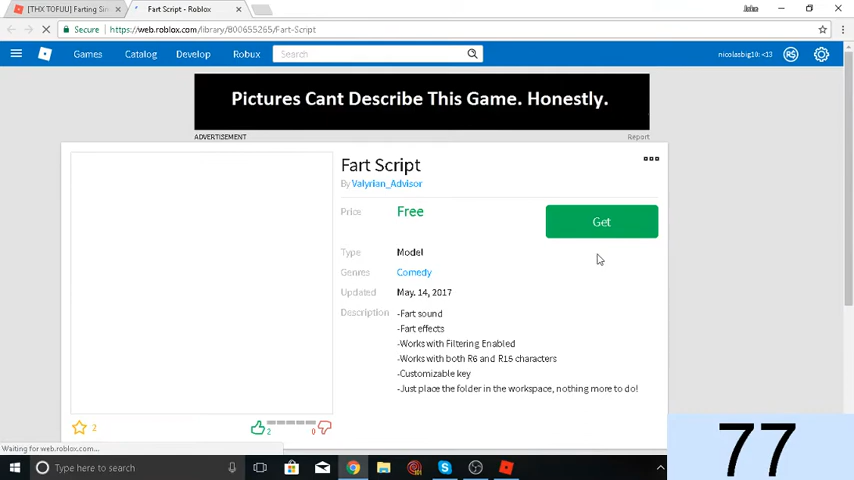 [THX TOFUU] Farting Sim
Fart Script - Roblox
John
Secure
https://web.roblox.com/library/800655265/Fart-Script
Games
Catalog
Develop
Robux
Search
nicolasbig10: <13
Pictures Cant Describe This Game. Honestly.
ADVERTISEMENT
Report
Fart Script
By Valyrian_Advisor
Price Free
Get
Type Model
Genres Comedy
Updated May. 14, 2017
Description -Fart sound
-Fart effects
-Works with Filtering Enabled
-Works with both R6 and R15 characters
-Customizable key
-Just place the folder in the workspace, nothing more to do!
2
2
0
Waiting for web.roblox.com...
Type here to search
77